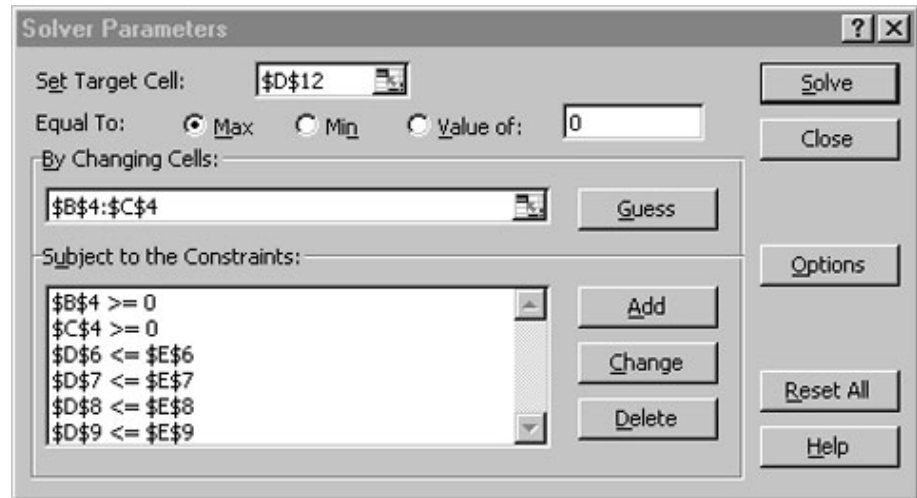 Solver Parameters
Set Target Cell: $D$12 Solve
Equal To: Max Min Value of: 0 Close
By Changing Cells:
$B$4:$C$4 Guess
Subject to the Constraints: Options
$B$4 >= 0 Add
$C$4 >= 0
$D$6 <= $E$6 Change
$D$7 <= $E$7
$D$8 <= $E$8 Delete Reset All
$D$9 <= $E$9 Help